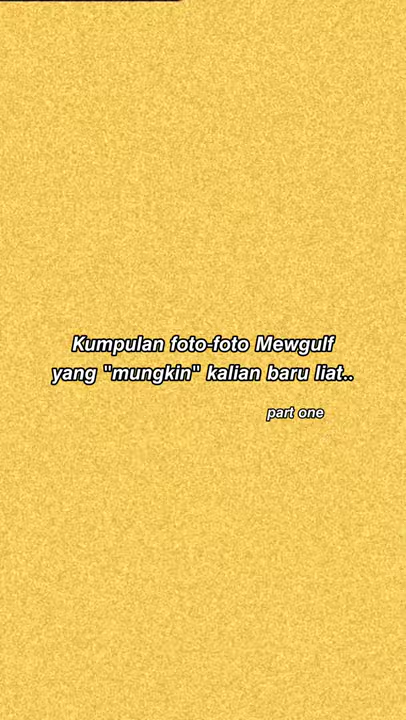 Kumpulan foto-foto Mewgulf
yang "mungkin" kalian baru liat..
part one